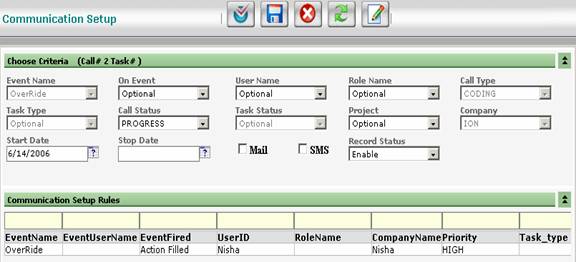 Communication Setup
Choose Criteria (Call# 2 Task# )
Event Name On Event User Name Role Name Call Type
OverRide Optional Optional Optional CODING
Task Type Call Status Task Status Project Company
Optional PROGRESS Optional Optional ION
Start Date Stop Date Mail SMS Record Status
6/14/2006 ? ? Enable
Communication Setup Rules
EventName EventUserName EventFired UserID RoleName CompanyName Priority Task_type
OverRide Action Filled Nisha Nisha HIGH